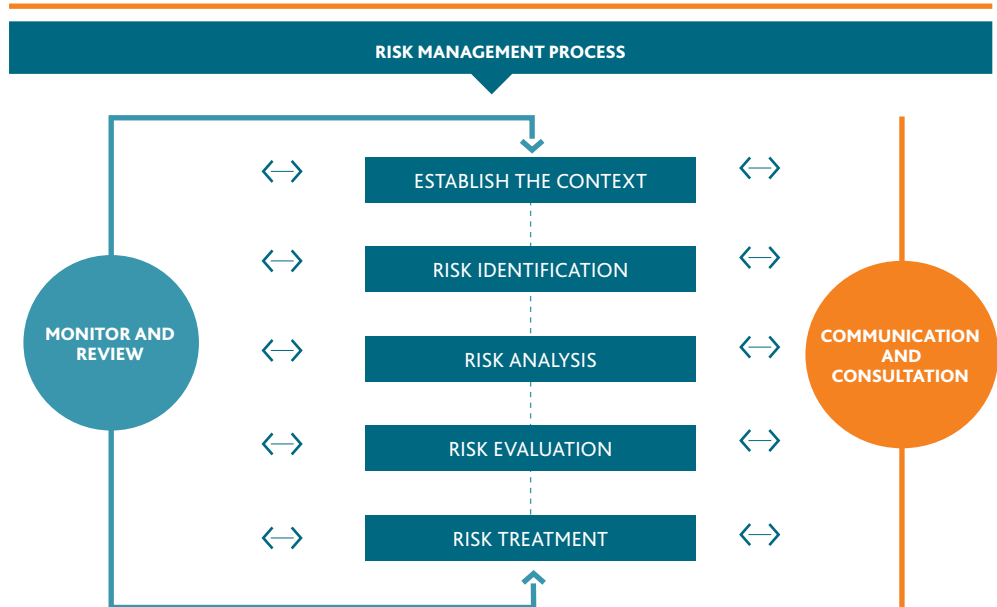 RISK MANAGEMENT PROCESS
ESTABLISH THE CONTEXT
RISK IDENTIFICATION
MONITOR AND
REVIEW
RISK ANALYSIS
COMMUNICATION
AND
CONSULTATION
RISK EVALUATION
RISK TREATMENT